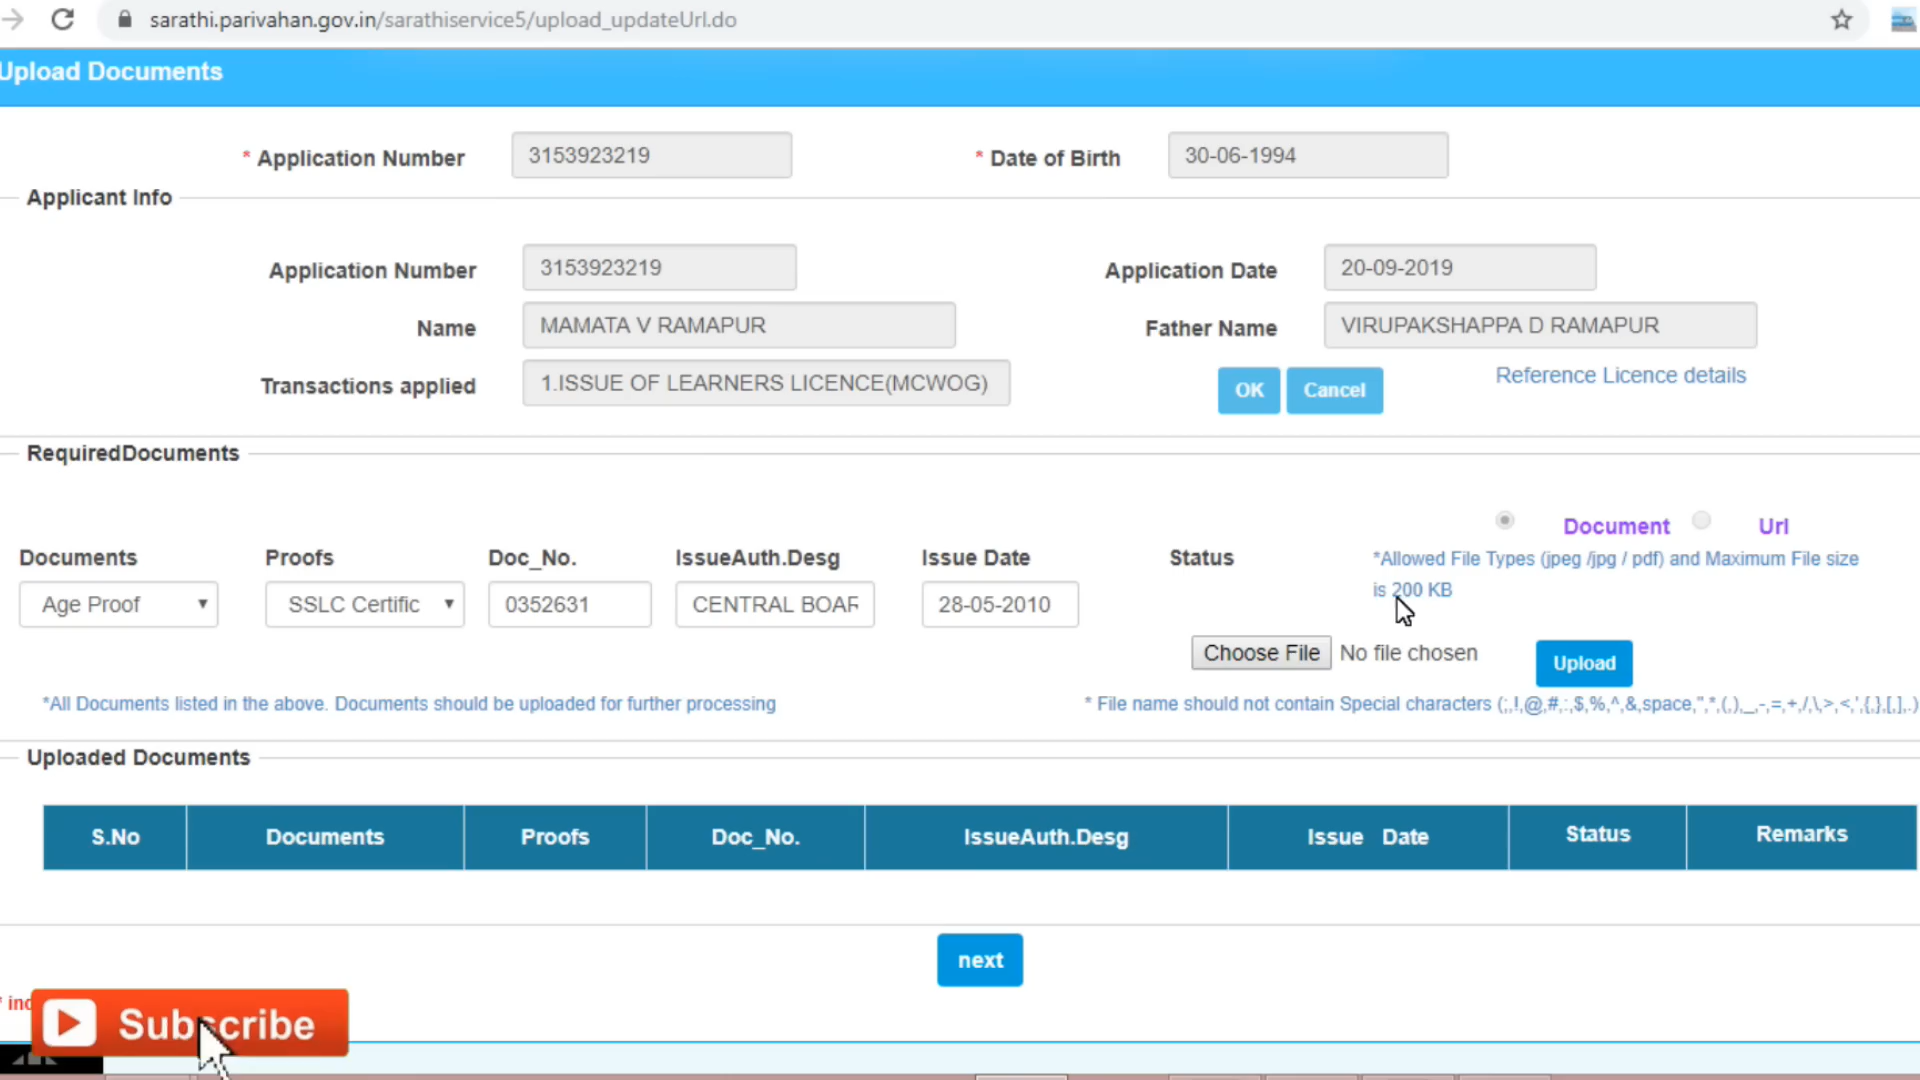 sarathi.parivahan.gov.in/sarathiservice5/upload_updateUrl.do
Upload Documents
* Application Number 3153923219 * Date of Birth 30-06-1994
Applicant Info
Application Number 3153923219 Application Date 20-09-2019
Name MAMATA V RAMAPUR Father Name VIRUPAKSHAPPA D RAMAPUR
Transactions applied 1.ISSUE OF LEARNERS LICENCE(MCWOG) OK Cancel Reference Licence details
RequiredDocuments
Document Url
Documents Proofs Doc_No. IssueAuth.Desg Issue Date Status *Allowed File Types (jpeg /jpg / pdf) and Maximum File size
is 200 KB
Age Proof SSLC Certific 0352631 CENTRAL BOAR 28-05-2010
Choose File No file chosen Upload
*All Documents listed in the above. Documents should be uploaded for further processing * File name should not contain Special characters (;,!,@,#,:,$,%,^,&,space,",*,(,),_,-,=,+,/,\,>,<,',{,},[,],.)
Uploaded Documents
S.No Documents Proofs Doc_No. IssueAuth.Desg Issue Date Status Remarks
next
Subscribe